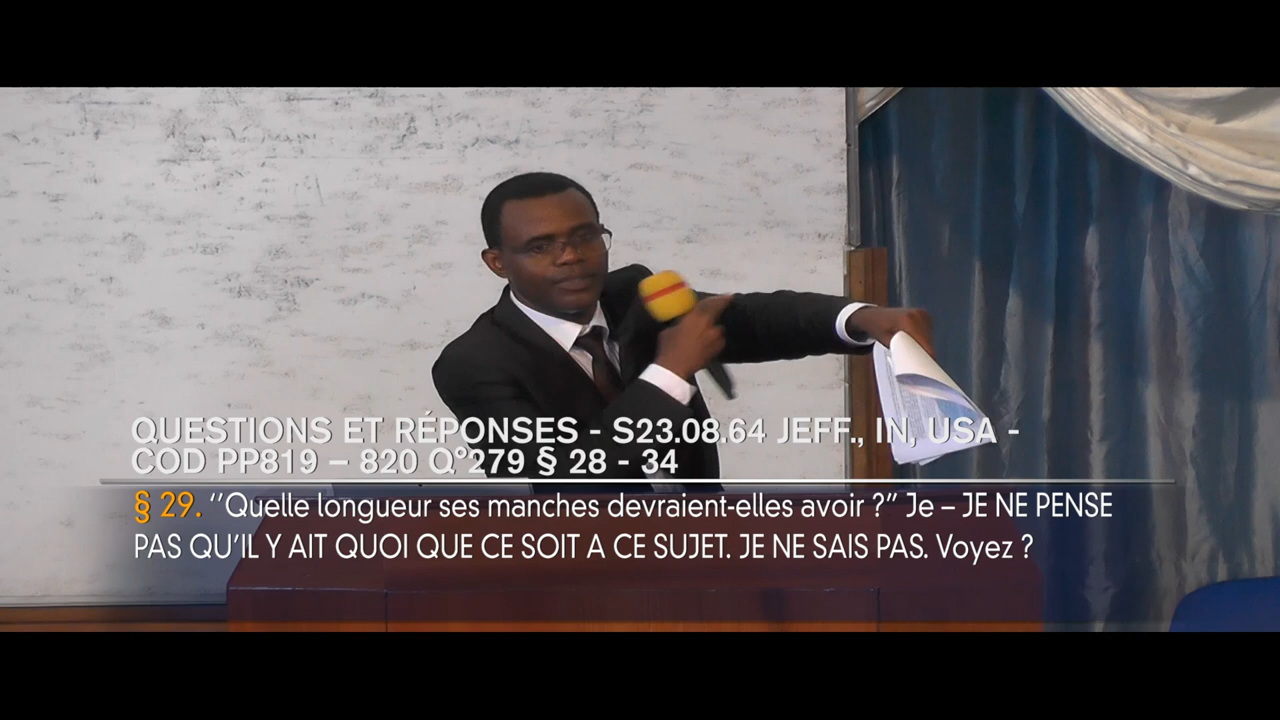 QUESTIONS ET RÉPONSES - S23.08.64 JEFF., IN, USA -
COD PP819 – 820 Q°279 § 28 - 34
§ 29. ‘’Quelle longueur ses manches devraient-elles avoir ?’’ Je – JE NE PENSE
PAS QU’IL Y AIT QUOI QUE CE SOIT A CE SUJET. JE NE SAIS PAS. Voyez ?